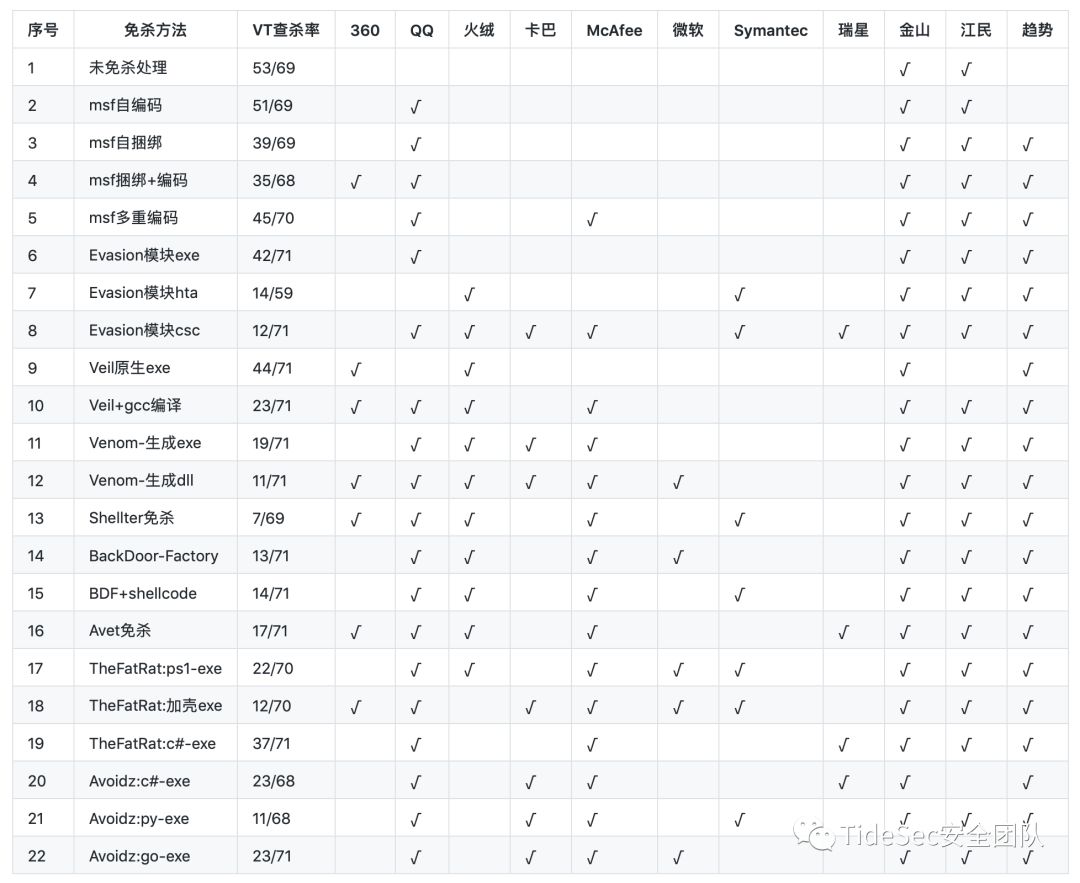 序号 免杀方法 VT查杀率 360 QQ 火绒 卡巴 McAfee 微软 Symantec 瑞星 金山 江民 趋势
1 未免杀处理 53/69 √ √
2 msf自编码 51/69 √ √ √
3 msf自捆绑 39/69 √ √ √ √
4 msf捆绑+编码 35/68 √ √ √ √ √
5 msf多重编码 45/70 √ √ √ √ √
6 Evasion模块exe 42/71 √ √ √ √
7 Evasion模块hta 14/59 √ √ √ √ √
8 Evasion模块csc 12/71 √ √ √ √ √ √ √ √ √
9 Veil原生exe 44/71 √ √ √ √
10 Veil+gcc编译 23/71 √ √ √ √ √ √ √
11 Venom-生成exe 19/71 √ √ √ √ √ √ √
12 Venom-生成dll 11/71 √ √ √ √ √ √ √ √ √
13 Shellter免杀 7/69 √ √ √ √ √ √ √ √
14 BackDoor-Factory 13/71 √ √ √ √ √ √ √
15 BDF+shellcode 14/71 √ √ √ √ √ √ √
16 Avet免杀 17/71 √ √ √ √ √ √ √ √
17 TheFatRat:ps1-exe 22/70 √ √ √ √ √ √ √ √
18 TheFatRat:加壳exe 12/70 √ √ √ √ √ √ √ √ √
19 TheFatRat:c#-exe 37/71 √ √ √ √ √ √
20 Avoidz:c#-exe 23/68 √ √ √ √ √ √
21 Avoidz:py-exe 11/68 √ √ √ √ √ √ √
22 Avoidz:go-exe 23/71 √ √ √ √ √ √ √
TideSec安全团队